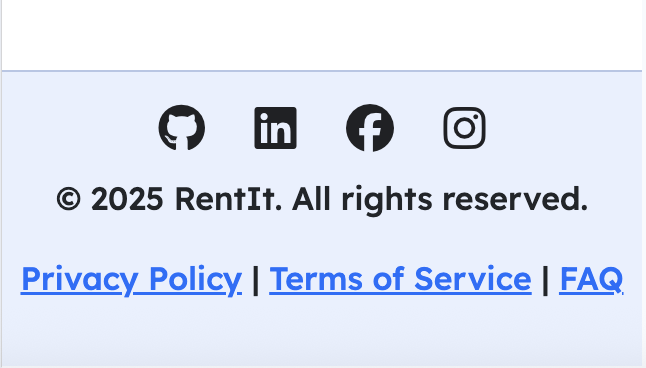 © 2025 RentIt. All rights reserved.
Privacy Policy | Terms of Service | FAQ